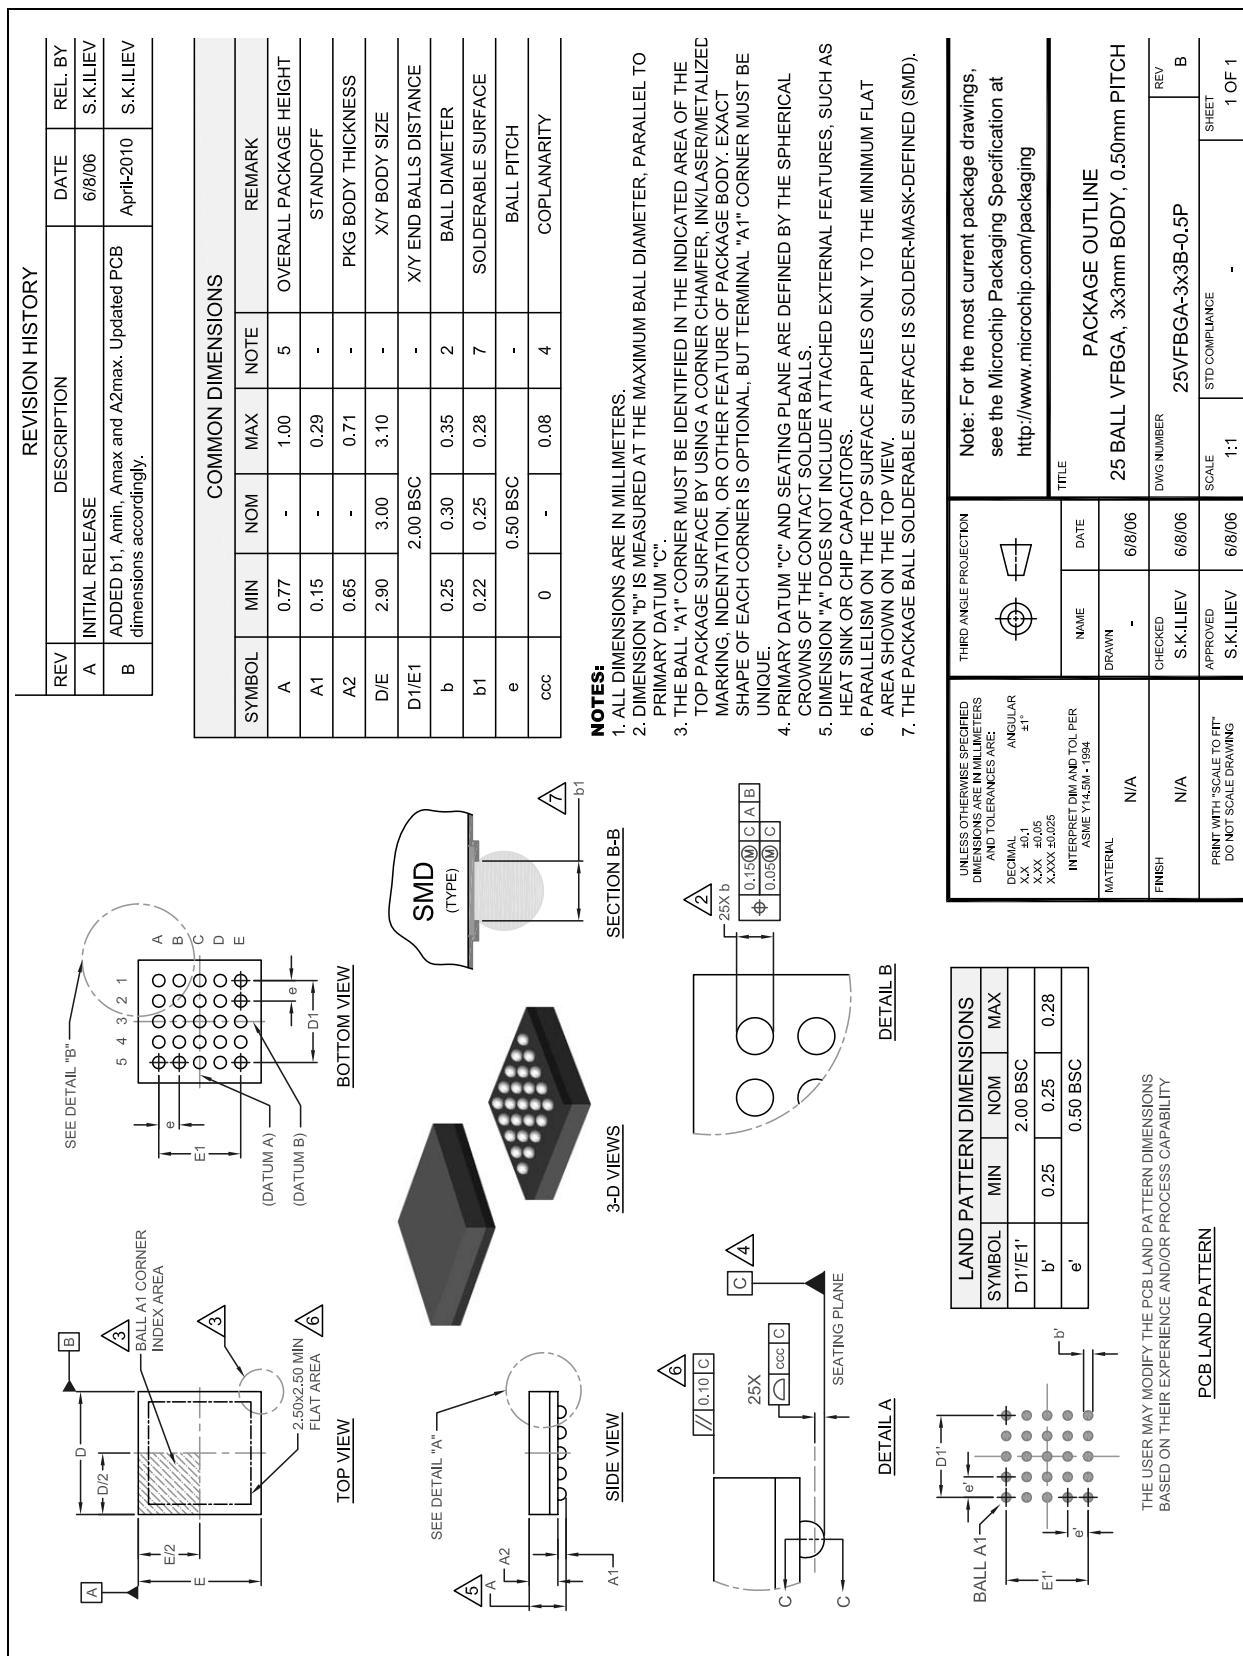 REVISION HISTORY
REV DESCRIPTION DATE REL. BY
A INITIAL RELEASE 6/8/06 S.K.ILIEV
B ADDED b1, Amin, Amax and A2max. Updated PCB dimensions accordingly. April-2010 S.K.ILIEV
COMMON DIMENSIONS
SYMBOL MIN NOM MAX NOTE REMARK
A 0.77 - 1.00 5 OVERALL PACKAGE HEIGHT
A1 0.15 - 0.29 - STANDOFF
A2 0.65 - 0.71 - PKG BODY THICKNESS
D/E 2.90 3.00 3.10 - X/Y BODY SIZE
D1/E1 2.00 BSC - X/Y END BALLS DISTANCE
b 0.25 0.30 0.35 2 BALL DIAMETER
b1 0.22 0.25 0.28 7 SOLDERABLE SURFACE
e 0.50 BSC - BALL PITCH
ccc 0 - 0.08 4 COPLANARITY
NOTES:
1. ALL DIMENSIONS ARE IN MILLIMETERS.
2. DIMENSION "b" IS MEASURED AT THE MAXIMUM BALL DIAMETER, PARALLEL TO
PRIMARY DATUM "C".
3. THE BALL "A1" CORNER MUST BE IDENTIFIED IN THE INDICATED AREA OF THE
TOP PACKAGE SURFACE BY USING A CORNER CHAMFER, INK/LASER/METALIZED
MARKING, INDENTATION, OR OTHER FEATURE OF PACKAGE BODY. EXACT
SHAPE OF EACH CORNER IS OPTIONAL, BUT TERMINAL "A1" CORNER MUST BE
UNIQUE.
4. PRIMARY DATUM "C" AND SEATING PLANE ARE DEFINED BY THE SPHERICAL
CROWNS OF THE CONTACT SOLDER BALLS.
5. DIMENSION "A" DOES NOT INCLUDE ATTACHED EXTERNAL FEATURES, SUCH AS
HEAT SINK OR CHIP CAPACITORS.
6. PARALLELISM ON THE TOP SURFACE APPLIES ONLY TO THE MINIMUM FLAT
AREA SHOWN ON THE TOP VIEW.
7. THE PACKAGE BALL SOLDERABLE SURFACE IS SOLDER-MASK-DEFINED (SMD).
A
B
D
D/2
E/2
E
3
BALL A1 CORNER
INDEX AREA
3
2.50x2.50 MIN
FLAT AREA
6
TOP VIEW
SEE DETAIL "B"
5 4 3 2 1
A
B
C
D
E
e
E1
e
D1
(DATUM A)
(DATUM B)
BOTTOM VIEW
SEE DETAIL "A"
5
A
A2
A1
SIDE VIEW
3-D VIEWS
SMD
(TYPE)
7
b1
SECTION B-B
6
// 0.10 C
25X
ccc C
C
4
SEATING PLANE
C
C
DETAIL A
2
25X b
0.15 M C A B
0.05 M C
DETAIL B
BALL A1
D1'
e'
E1'
e'
b'
LAND PATTERN DIMENSIONS
SYMBOL MIN NOM MAX
D1'/E1' 2.00 BSC
b' 0.25 0.25 0.28
e' 0.50 BSC
THE USER MAY MODIFY THE PCB LAND PATTERN DIMENSIONS
BASED ON THEIR EXPERIENCE AND/OR PROCESS CAPABILITY
PCB LAND PATTERN
UNLESS OTHERWISE SPECIFIED
DIMENSIONS ARE IN MILLIMETERS
AND TOLERANCES ARE:
DECIMAL ANGULAR
X.X ±0.1 ±1°
X.XX ±0.05
X.XXX ±0.025
INTERPRET DIM AND TOL PER
ASME Y14.5M - 1994
MATERIAL
N/A
FINISH
N/A
PRINT WITH "SCALE TO FIT"
DO NOT SCALE DRAWING
THIRD ANGLE PROJECTION
NAME DATE
DRAWN
- 6/8/06
CHECKED
S.K.ILIEV 6/8/06
APPROVED
S.K.ILIEV 6/8/06
Note: For the most current package drawings,
see the Microchip Packaging Specification at
http://www.microchip.com/packaging
TITLE
PACKAGE OUTLINE
25 BALL VFBGA, 3x3mm BODY, 0.50mm PITCH
DWG NUMBER
25VFBGA-3x3B-0.5P
REV
B
SCALE
1:1
STD COMPLIANCE
-
SHEET
1 OF 1